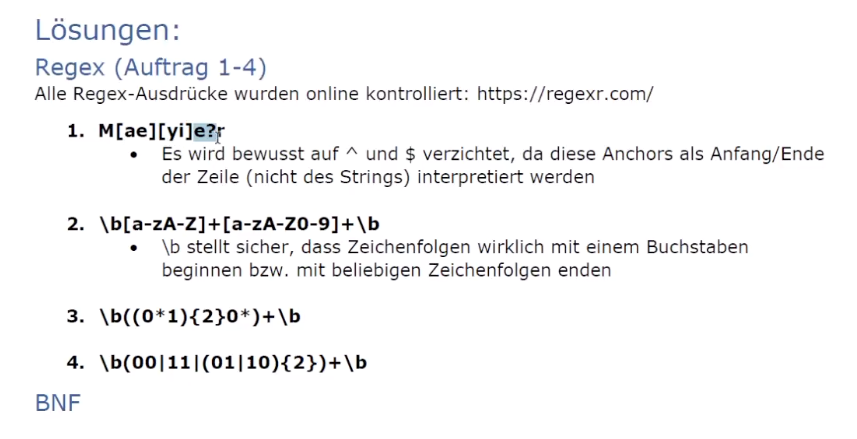 Lösungen:
Regex (Auftrag 1-4)
Alle Regex-Ausdrücke wurden online kontrolliert: https://regexr.com/
1. M[ae][yi]e?r
• Es wird bewusst auf ^ und $ verzichtet, da diese Anchors als Anfang/Ende
der Zeile (nicht des Strings) interpretiert werden
2. \b[a-zA-Z]+[a-zA-Z0-9]+\b
• \b stellt sicher, dass Zeichenfolgen wirklich mit einem Buchstaben
beginnen bzw. mit beliebigen Zeichenfolgen enden
3. \b((0*1){2}0*)+\b
4. \b(00|11|(01|10){2})+\b
BNF